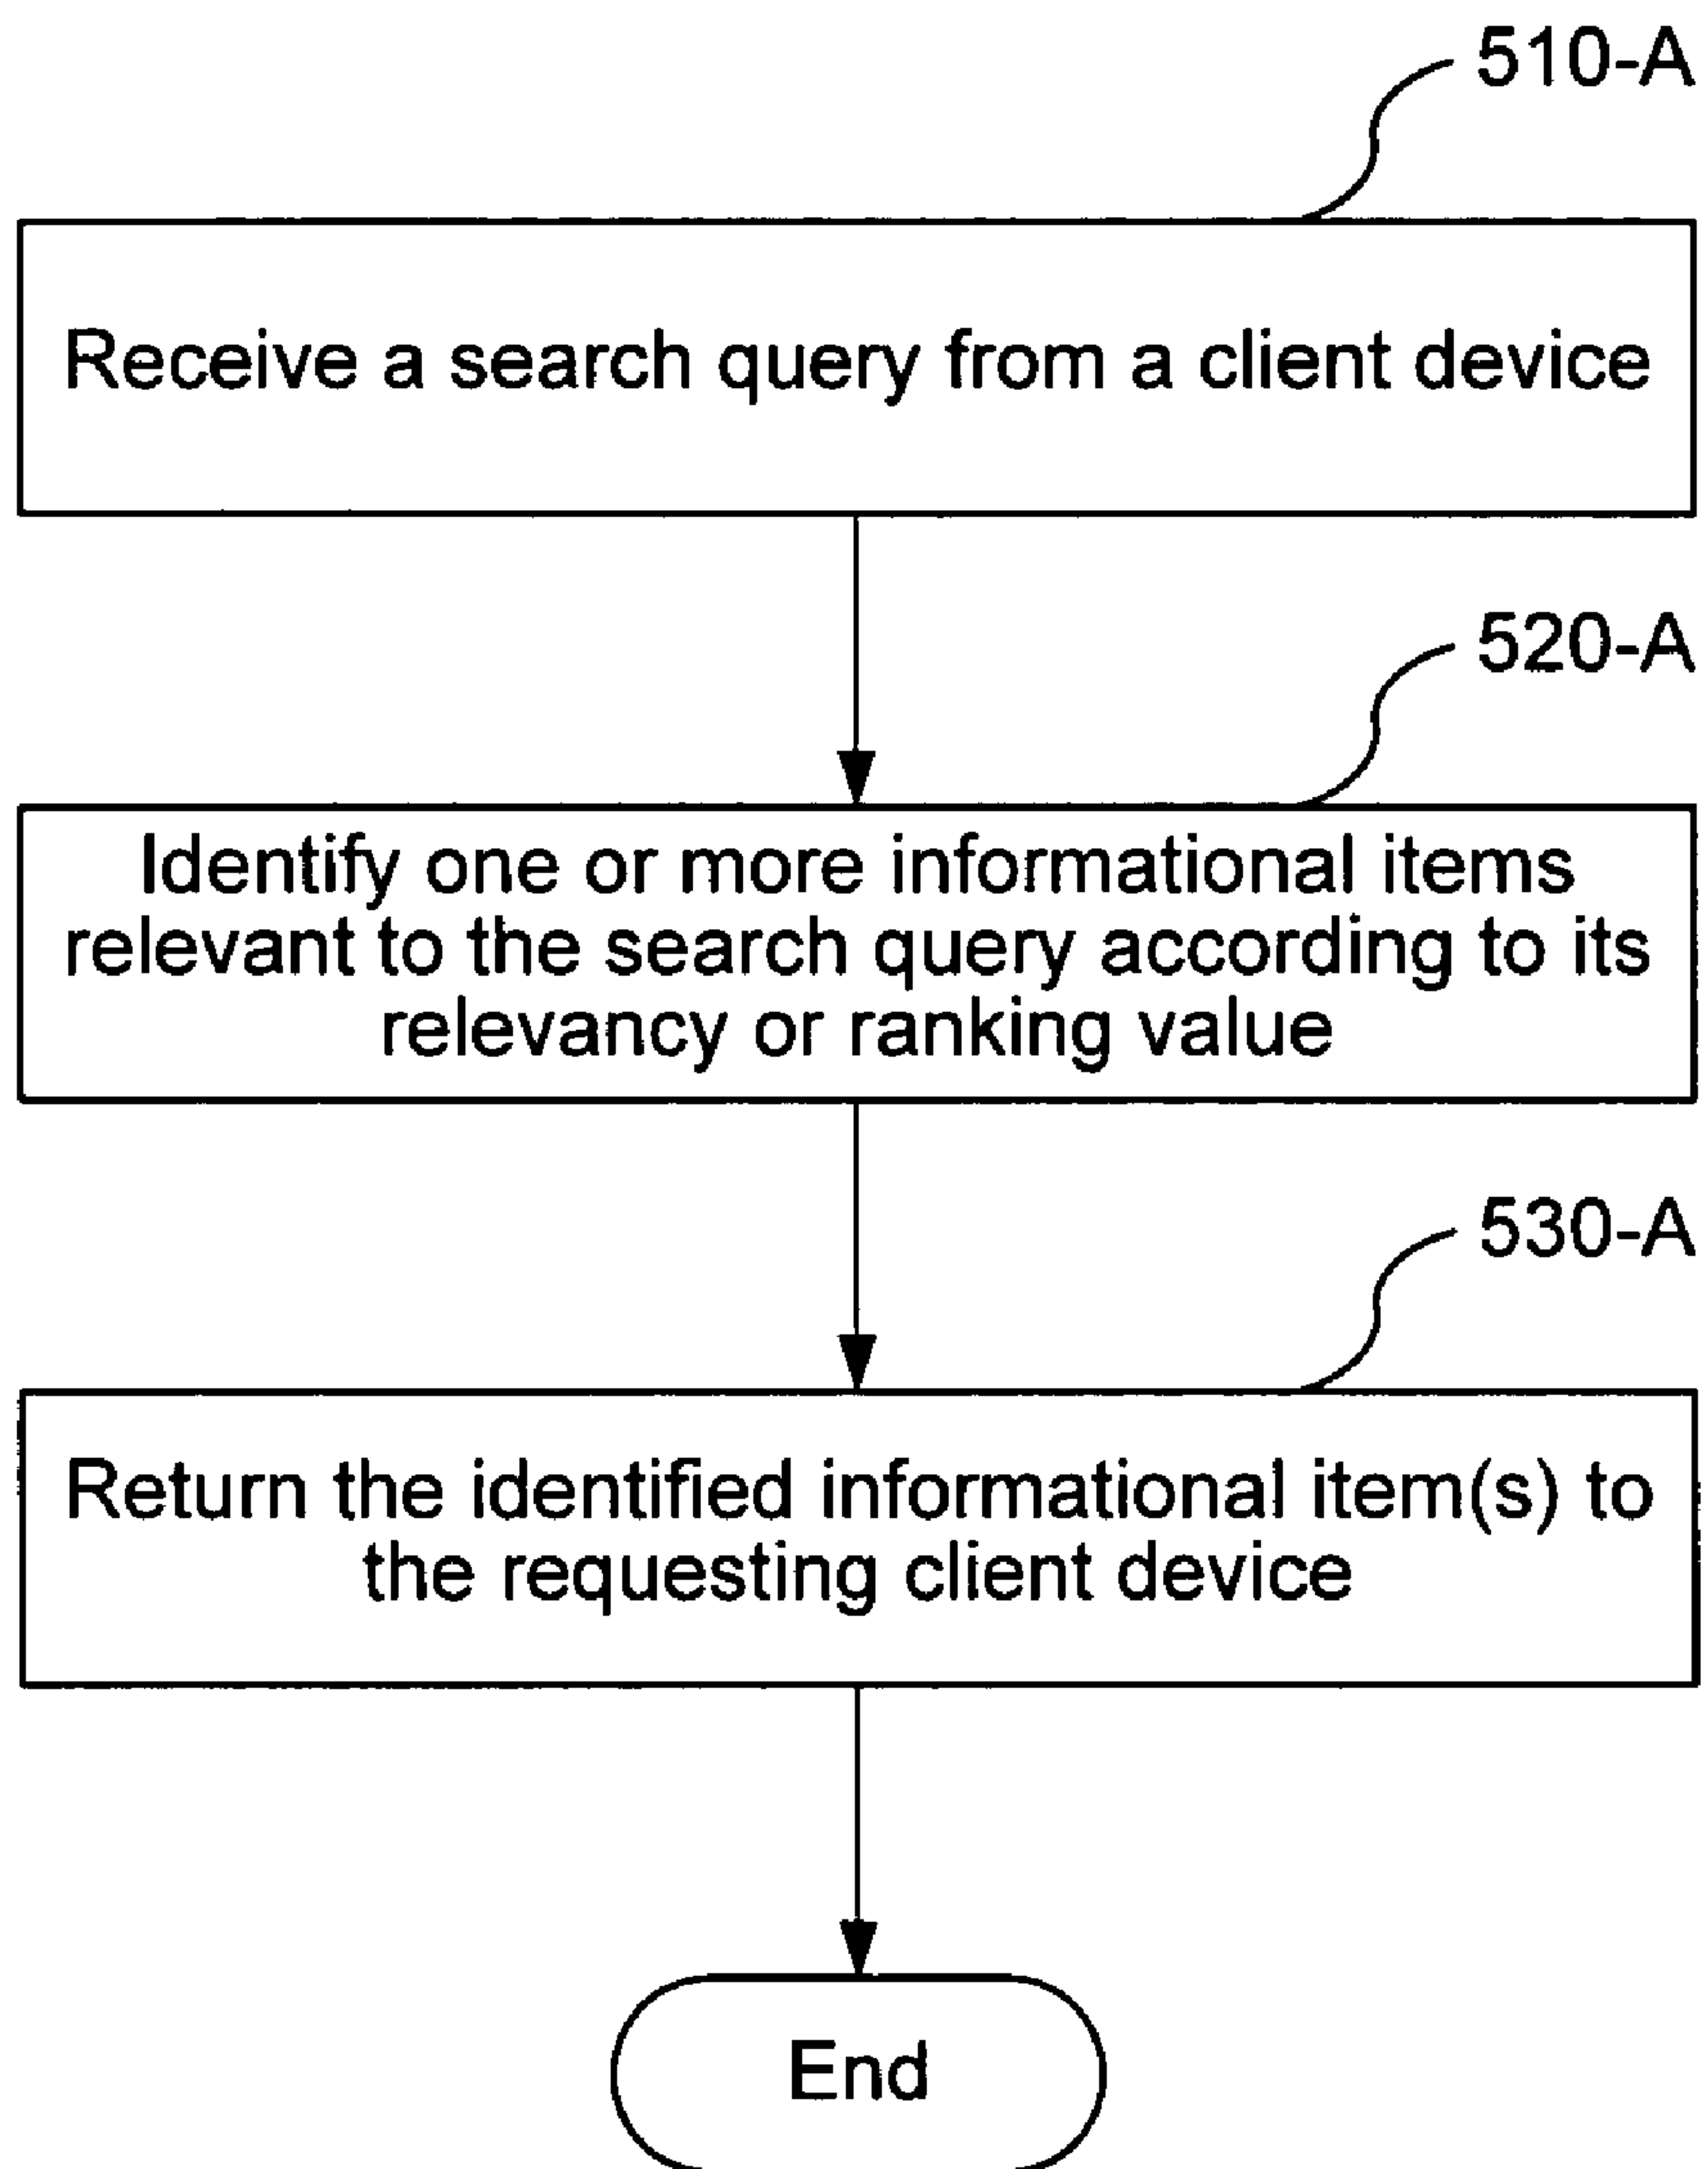 510-A
Receive a search query from a client device
520-A
Identify one or more informational items
relevant to the search query according to its
relevancy or ranking value
530-A
Return the identified informational item(s) to
the requesting client device
End